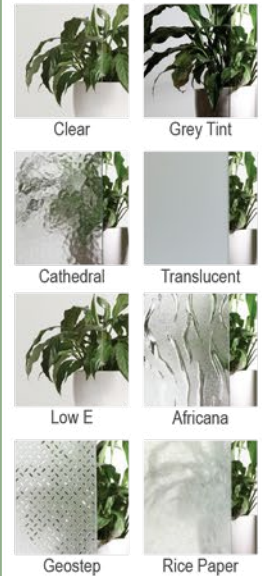 Clear
Grey Tint
Cathedral
Translucent
Low E
Africana
Geostep
Rice Paper